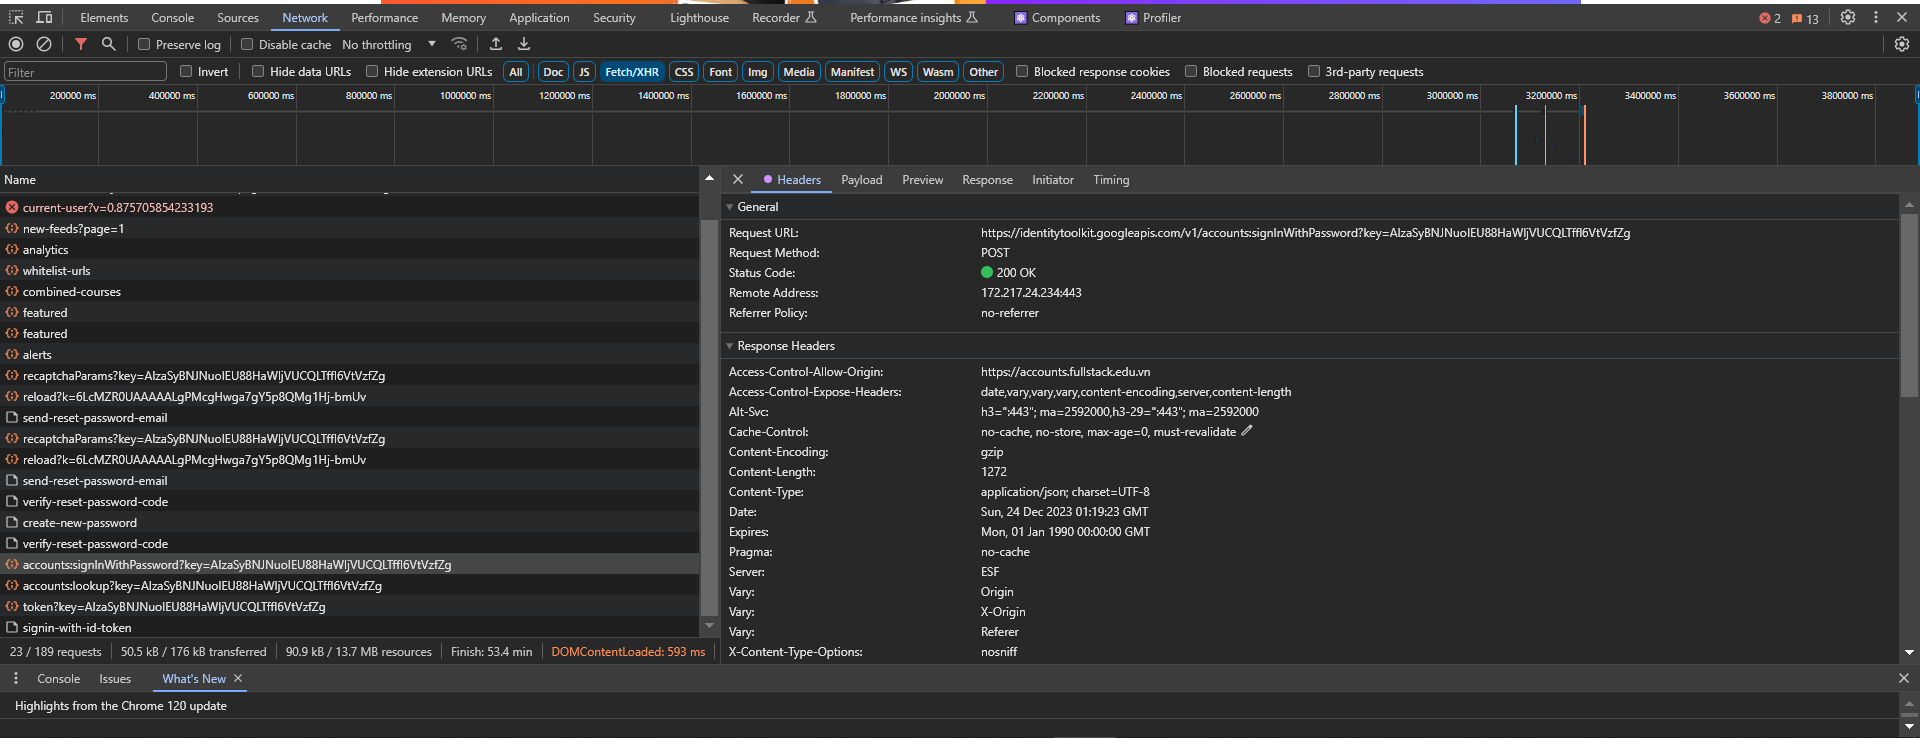 Elements Console Sources Network Performance Memory Application Security Lighthouse Recorder Performance insights Components Profiler 2 13
Preserve log Disable cache No throttling
Filter Invert Hide data URLs Hide extension URLs All Doc JS Fetch/XHR CSS Font Img Media Manifest WS Wasm Other Blocked response cookies Blocked requests 3rd-party requests
200000 ms 400000 ms 600000 ms 800000 ms 1000000 ms 1200000 ms 1400000 ms 1600000 ms 1800000 ms 2000000 ms 2200000 ms 2400000 ms 2600000 ms 2800000 ms 3000000 ms 3200000 ms 3400000 ms 3600000 ms 3800000 ms
Name
current-user?v=0.875705854233193
new-feeds?page=1
analytics
whitelist-urls
combined-courses
featured
featured
alerts
recaptchaParams?key=AIzaSyBNJNuoIEU88HaWljVUCQLTffl6VtVzfZg
reload?k=6LcMZR0UAAAAALgPMcgHwga7gY5p8QMg1Hj-bmUv
send-reset-password-email
recaptchaParams?key=AIzaSyBNJNuoIEU88HaWljVUCQLTffl6VtVzfZg
reload?k=6LcMZR0UAAAAALgPMcgHwga7gY5p8QMg1Hj-bmUv
send-reset-password-email
verify-reset-password-code
create-new-password
verify-reset-password-code
accounts:signInWithPassword?key=AIzaSyBNJNuoIEU88HaWljVUCQLTffl6VtVzfZg
accounts:lookup?key=AIzaSyBNJNuoIEU88HaWljVUCQLTffl6VtVzfZg
token?key=AIzaSyBNJNuoIEU88HaWljVUCQLTffl6VtVzfZg
signin-with-id-token
23 / 189 requests 50.5 kB / 176 kB transferred 90.9 kB / 13.7 MB resources Finish: 53.4 min DOMContentLoaded: 593 ms
Headers Payload Preview Response Initiator Timing
General
Request URL: https://identitytoolkit.googleapis.com/v1/accounts:signInWithPassword?key=AIzaSyBNJNuoIEU88HaWljVUCQLTffl6VtVzfZg
Request Method: POST
Status Code: 200 OK
Remote Address: 172.217.24.234:443
Referrer Policy: no-referrer
Response Headers
Access-Control-Allow-Origin: https://accounts.fullstack.edu.vn
Access-Control-Expose-Headers: date,vary,vary,vary,content-encoding,server,content-length
Alt-Svc: h3=":443"; ma=2592000,h3-29=":443"; ma=2592000
Cache-Control: no-cache, no-store, max-age=0, must-revalidate
Content-Encoding: gzip
Content-Length: 1272
Content-Type: application/json; charset=UTF-8
Date: Sun, 24 Dec 2023 01:19:23 GMT
Expires: Mon, 01 Jan 1990 00:00:00 GMT
Pragma: no-cache
Server: ESF
Vary: Origin
Vary: X-Origin
Vary: Referer
X-Content-Type-Options: nosniff
Console Issues What's New
Highlights from the Chrome 120 update